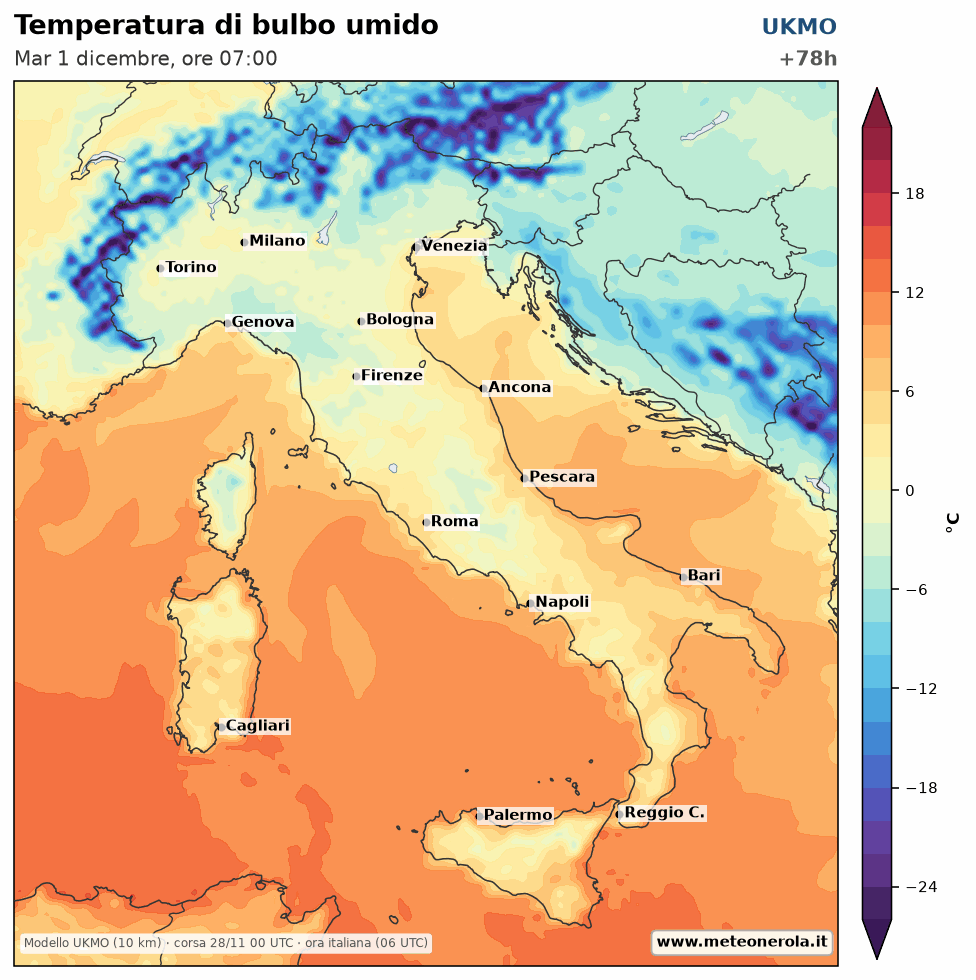 Temperatura di bulbo umido
UKMO
Mar 1 dicembre, ore 07:00
+78h
Milano
Venezia
Torino
Genova
Bologna
Firenze
Ancona
Pescara
Roma
Bari
Napoli
Cagliari
Palermo
Reggio C.
18
12
6
0
−6
−12
−18
−24
°C
Modello UKMO (10 km) · corsa 28/11 00 UTC · ora italiana (06 UTC)
www.meteonerola.it